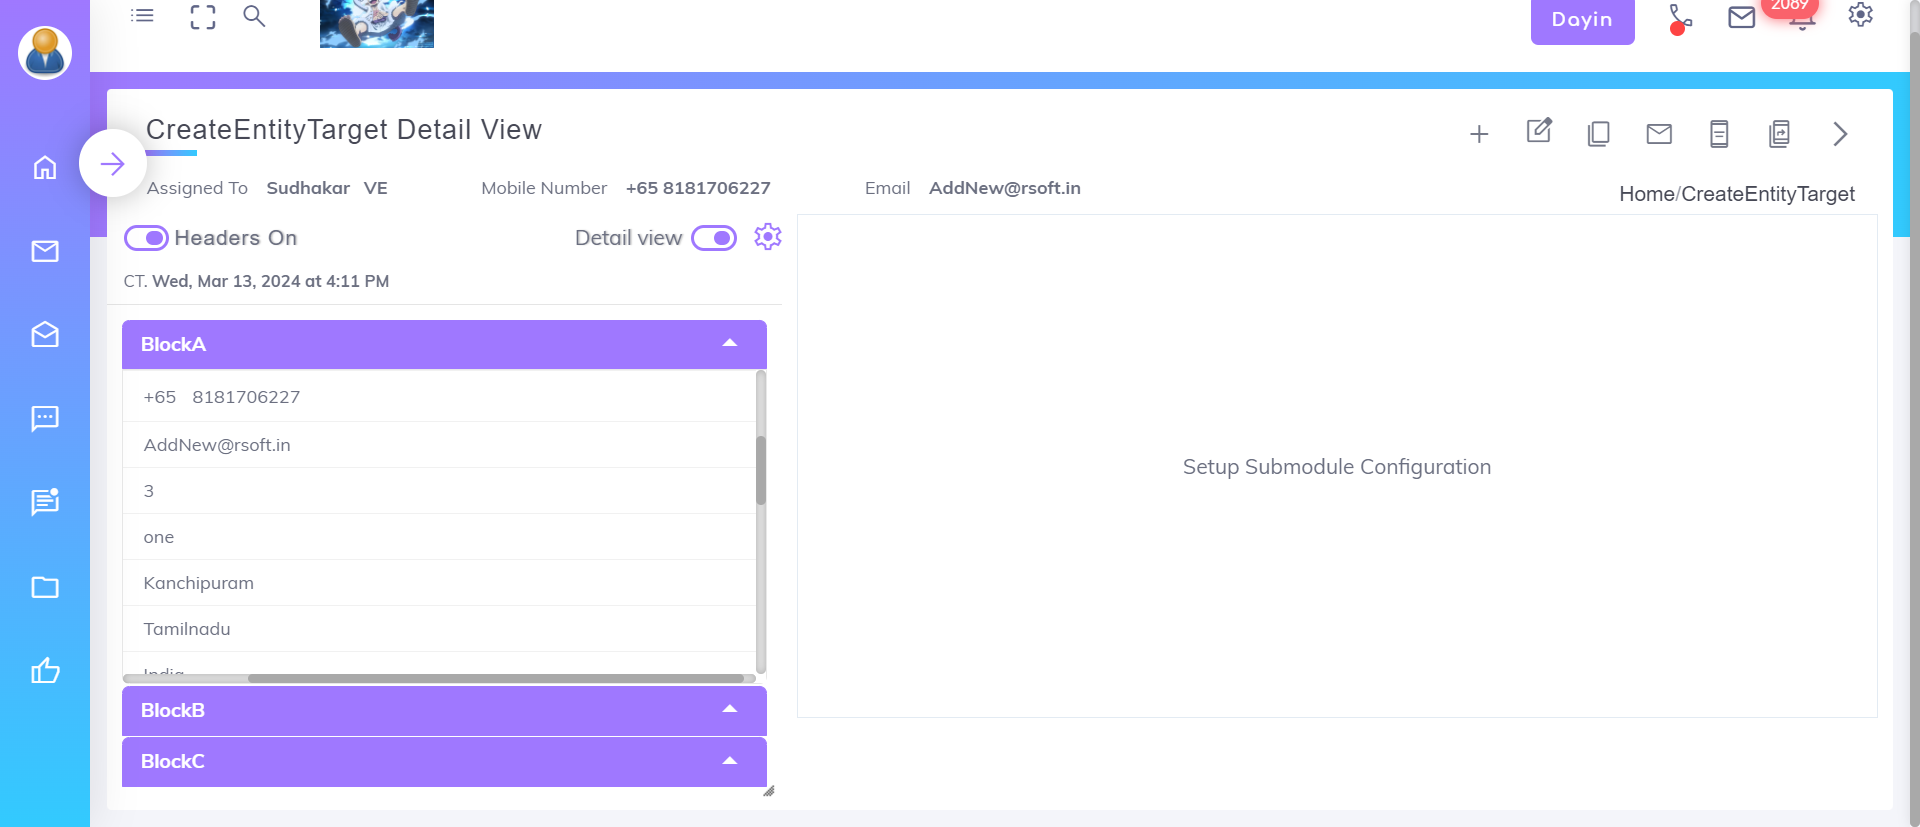 Dayin
2089
CreateEntityTarget Detail View
Assigned To Sudhakar VE Mobile Number +65 8181706227 Email AddNew@rsoft.in
Home/CreateEntityTarget
Headers On Detail view
CT. Wed, Mar 13, 2024 at 4:11 PM
BlockA
+65 8181706227
AddNew@rsoft.in
3
one
Kanchipuram
Tamilnadu
India
BlockB
BlockC
Setup Submodule Configuration